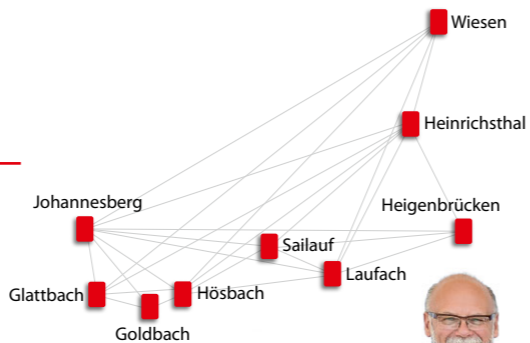 Wiesen
Heinrichsthal
Johannesberg
Heigenbrücken
Sailauf
Laufach
Glattbach
Hösbach
Goldbach